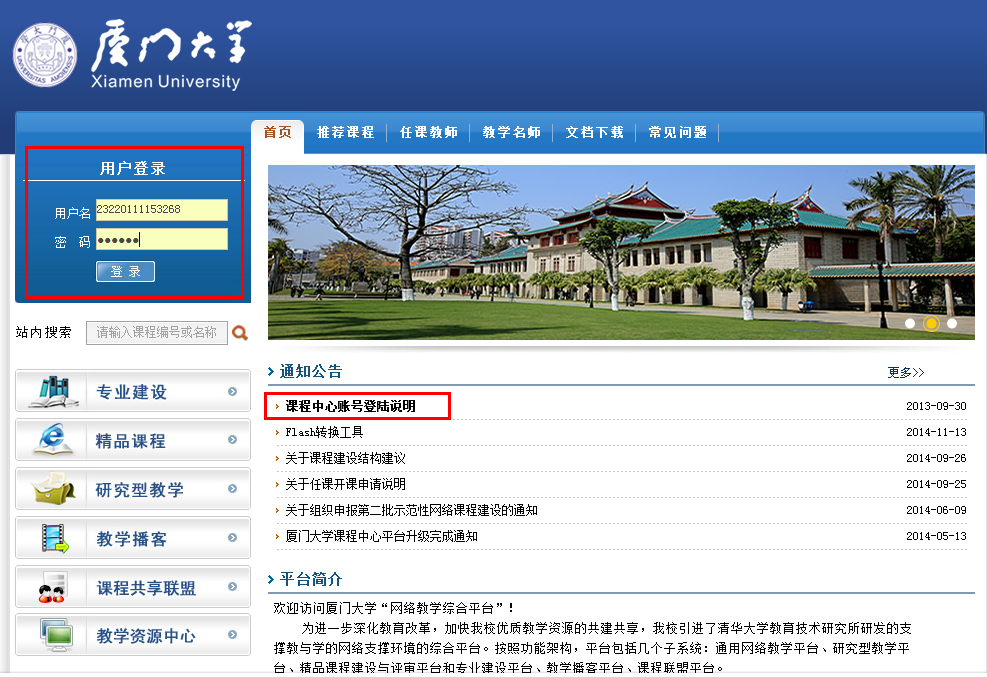 厦门大学
Xiamen University
首页 推荐课程 任课教师 教学名师 文档下载 常见问题
用户登录
用户名 23220111153268
密 码 ●●●●●●
登 录
站内搜索 请输入课程编号或名称
专业建设
精品课程
研究型教学
教学播客
课程共享联盟
教学资源中心
通知公告 更多>>
课程中心账号登陆说明 2013-09-30
Flash转换工具 2014-11-13
关于课程建设结构建议 2014-09-26
关于任课开课申请说明 2014-09-25
关于组织申报第二批示范性网络课程建设的通知 2014-06-09
厦门大学课程中心平台升级完成通知 2014-05-13
平台简介
欢迎访问厦门大学“网络教学综合平台”！
为进一步深化教育改革，加快我校优质教学资源的共建共享，我校引进了清华大学教育技术研究所研发的支
撑教与学的网络支撑环境的综合平台。按照功能架构，平台包括几个子系统：通用网络教学平台、研究型教学平
台、精品课程建设与评审平台和专业建设平台、教学播客平台、课程联盟平台。